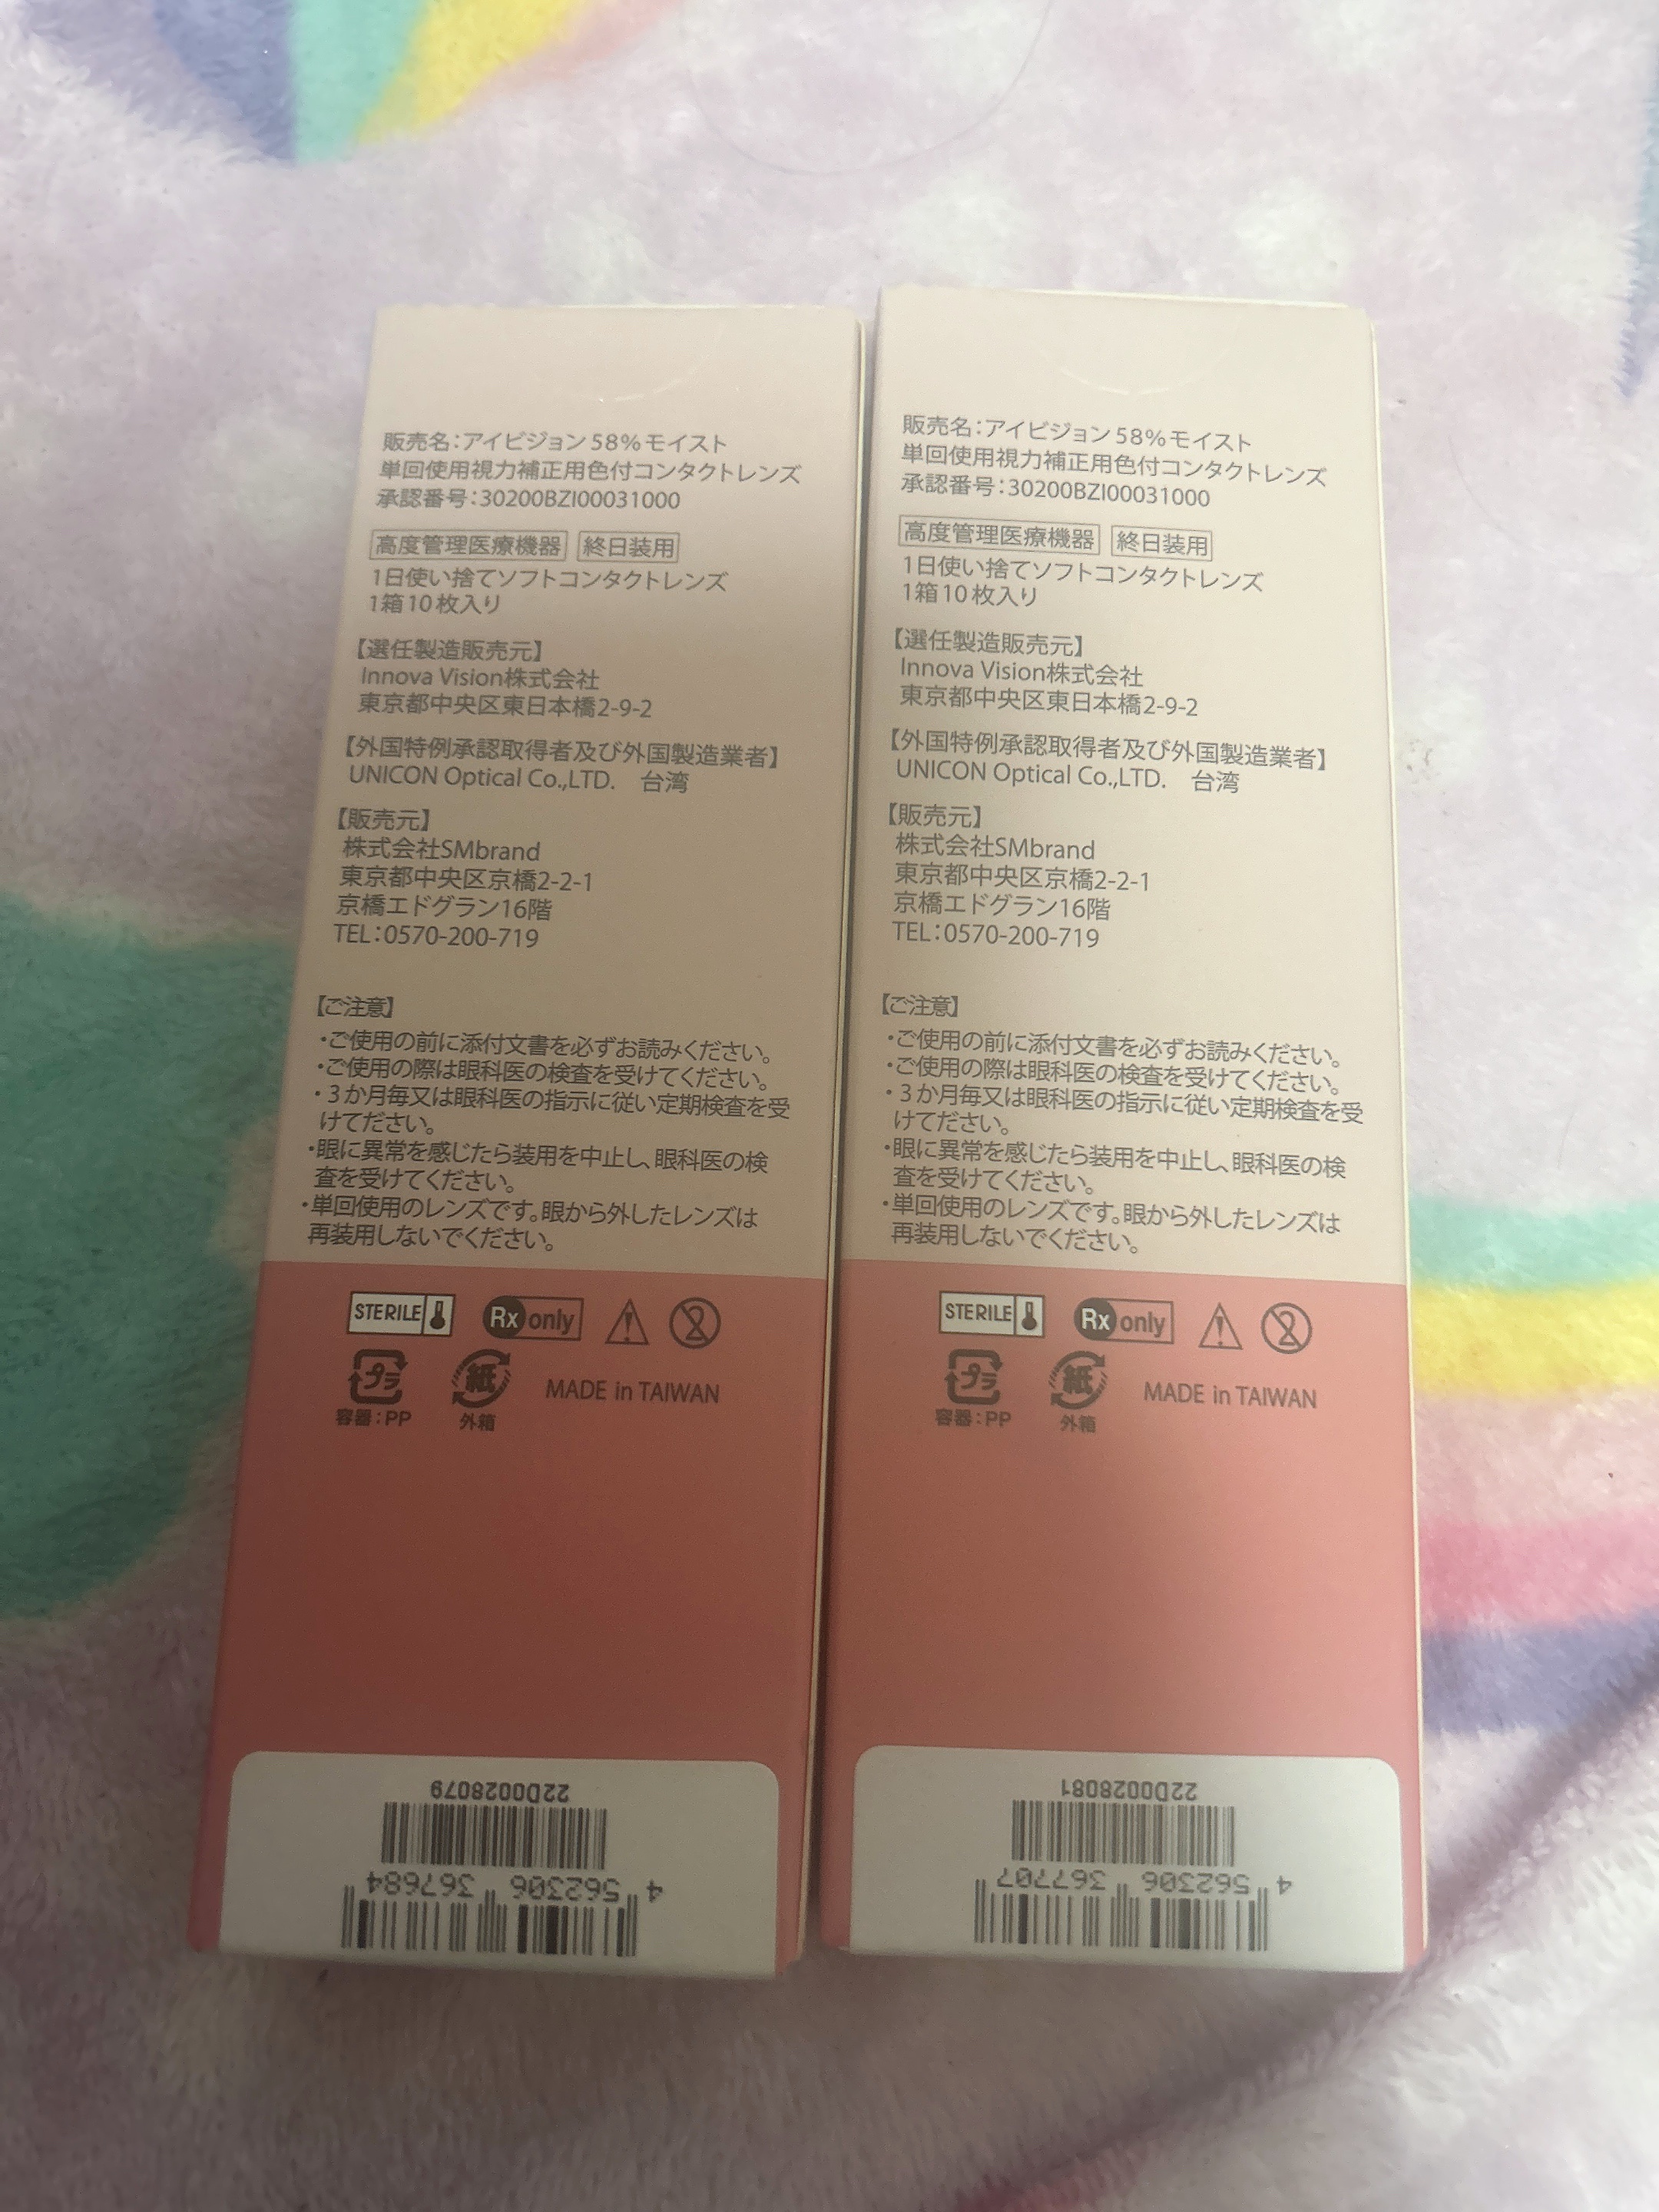 販売名：アイビジョン58%モイスト
単回使用視力補正用色付コンタクトレンズ
承認番号：30200BZI00031000
高度管理医療機器 終日装用
1日使い捨てソフトコンタクトレンズ
1箱10枚入り
【選任製造販売元】
Innova Vision株式会社
東京都中央区東日本橋2-9-2
【外国特例承認取得者及び外国製造業者】
UNICON Optical Co.,LTD. 台湾
【販売元】
株式会社SMbrand
東京都中央区京橋2-2-1
京橋エドグラン16階
TEL：0570-200-719
【ご注意】
・ご使用の前に添付文書を必ずお読みください。
・ご使用の際は眼科医の検査を受けてください。
・3か月毎又は眼科医の指示に従い定期検査を受
けてださい。
・眼に異常を感じたら装用を中止し、眼科医の検
査を受けてください。
・単回使用のレンズです。眼から外したレンズは
再装用しないでください。
STERILE Rx only 2
プラ 紙 MADE in TAIWAN
容器：PP 外箱
22D0028079
4 562306 367684
販売名：アイビジョン58%モイスト
単回使用視力補正用色付コンタクトレンズ
承認番号：30200BZI00031000
高度管理医療機器 終日装用
1日使い捨てソフトコンタクトレンズ
1箱10枚入り
【選任製造販売元】
Innova Vision株式会社
東京都中央区東日本橋2-9-2
【外国特例承認取得者及び外国製造業者】
UNICON Optical Co.,LTD. 台湾
【販売元】
株式会社SMbrand
東京都中央区京橋2-2-1
京橋エドグラン16階
TEL：0570-200-719
【ご注意】
・ご使用の前に添付文書を必ずお読みください。
・ご使用の際は眼科医の検査を受けてください。
・3か月毎又は眼科医の指示に従い定期検査を受
けてださい。
・眼に異常を感じたら装用を中止し、眼科医の検
査を受けてください。
・単回使用のレンズです。眼から外したレンズは
再装用しないでください。
STERILE Rx only 2
プラ 紙 MADE in TAIWAN
容器：PP 外箱
22D0028081
4 562306 367707